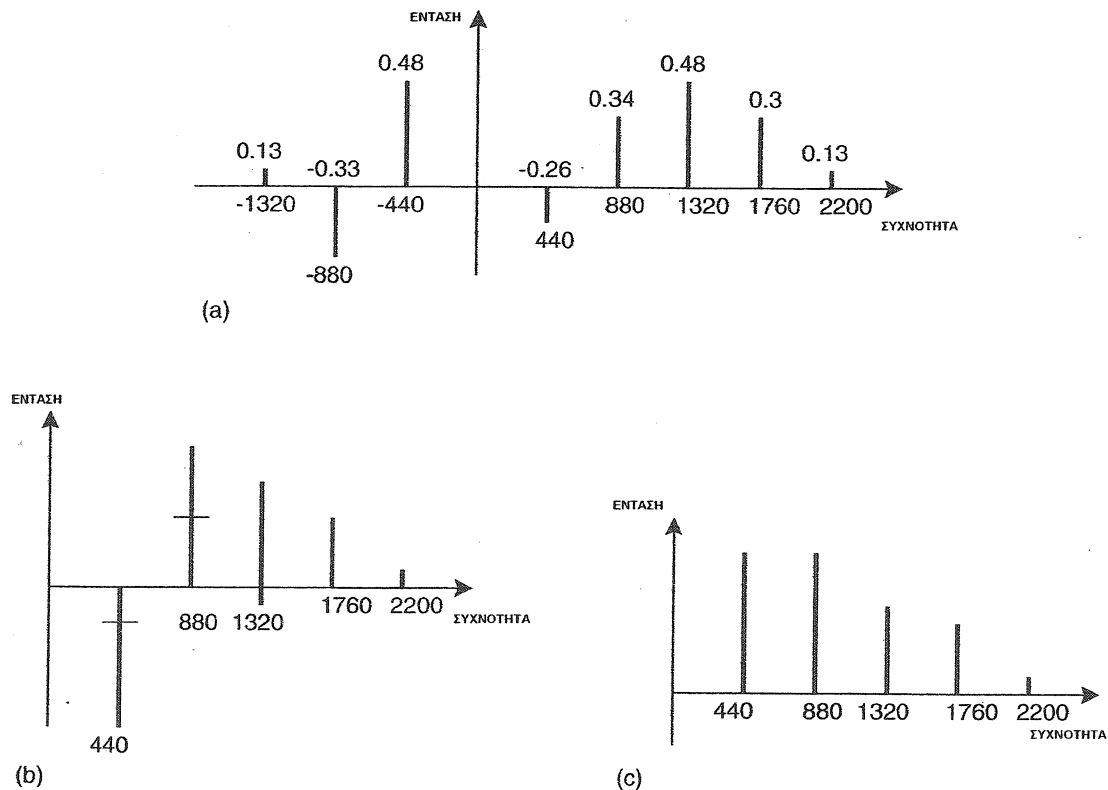 ΕΝΤΑΣΗ
0.48 0.48
0.34 0.3
0.13 -0.33 -0.26 0.13
-1320 -440 880 1320 1760 2200
440 ΣΥΧΝΟΤΗΤΑ
-880
(a)
ΕΝΤΑΣΗ
880 1320 1760 2200
ΣΥΧΝΟΤΗΤΑ
440
(b)
ΕΝΤΑΣΗ
440 880 1320 1760 2200
ΣΥΧΝΟΤΗΤΑ
(c)